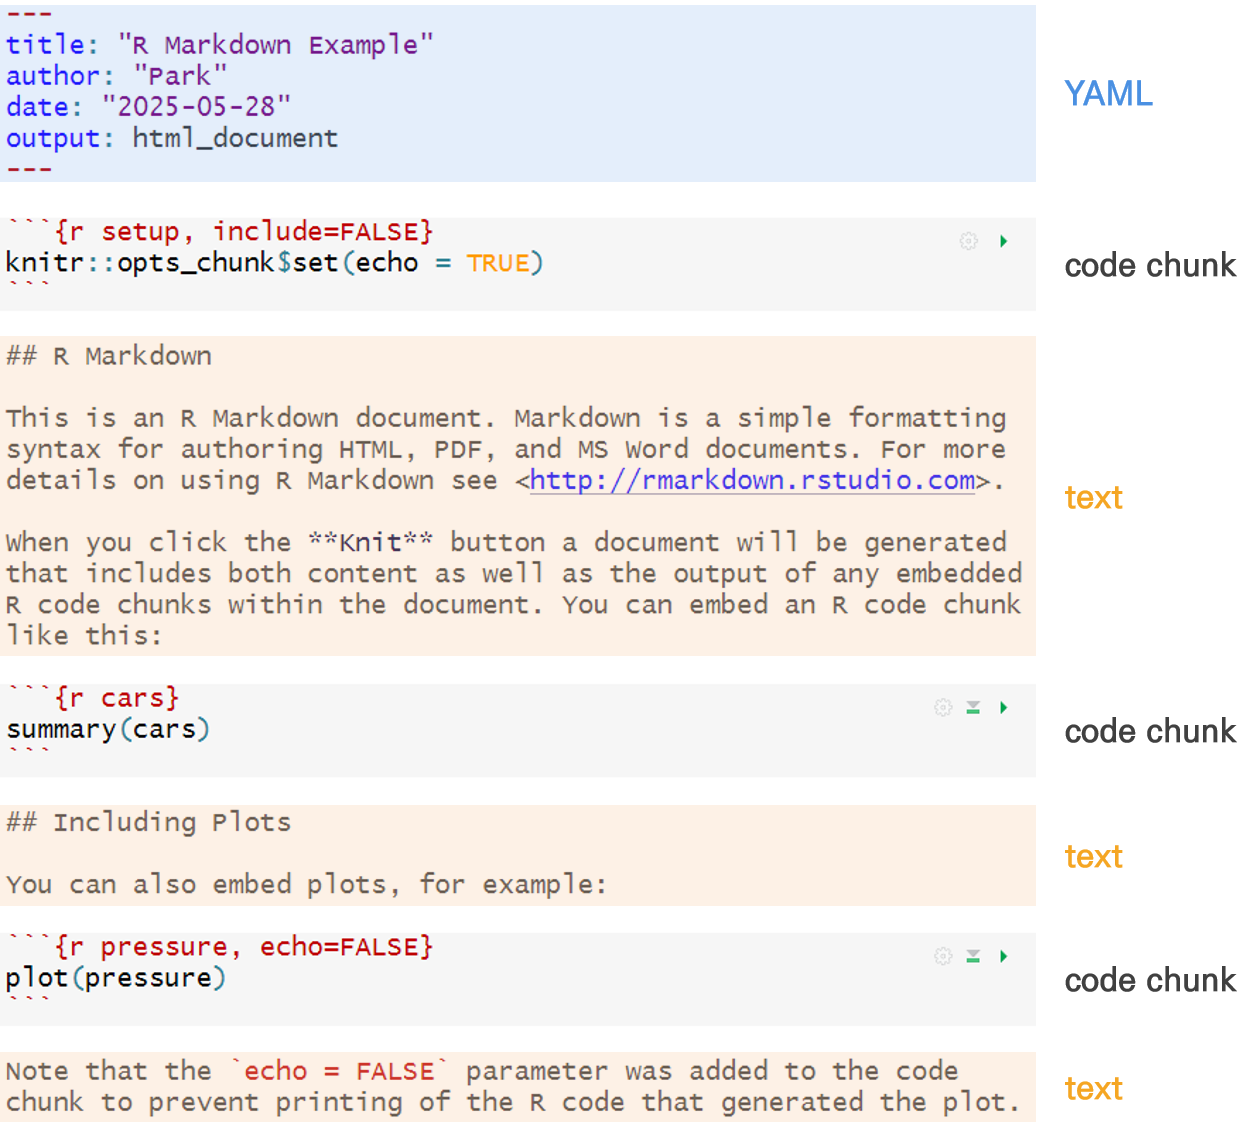 ---
title: "R Markdown Example"
author: "Park"
date: "2025-05-28"
output: html_document
---
YAML
```{r setup, include=FALSE}
knitr::opts_chunk$set(echo = TRUE)
```
code chunk
## R Markdown
This is an R Markdown document. Markdown is a simple formatting
syntax for authoring HTML, PDF, and MS Word documents. For more
details on using R Markdown see <http://rmarkdown.rstudio.com>.
When you click the **Knit** button a document will be generated
that includes both content as well as the output of any embedded
R code chunks within the document. You can embed an R code chunk
like this:
text
```{r cars}
summary(cars)
```
code chunk
## Including Plots
You can also embed plots, for example:
text
```{r pressure, echo=FALSE}
plot(pressure)
```
code chunk
Note that the `echo = FALSE` parameter was added to the code
chunk to prevent printing of the R code that generated the plot.
text